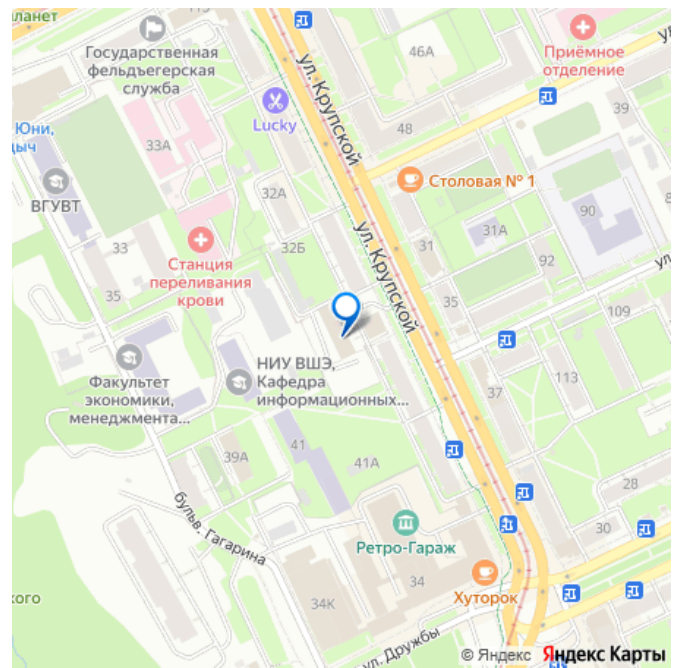 планет
Государственная
фельдъегерская
служба
46А
Приёмное
отделение
ул. Крупской
Lucky
48
39
Юни,
дыч
33А
ВГУВТ
32А
Столовая № 1
90
33
Станция
переливания
крови
32Б
ул. Крупской
31
31А
92
35
35
109
НИУ ВШЭ,
Кафедра
информационных...
Факультет
экономики,
менеджмента...
113
37
39А
41
41А
28
бульв. Гагарина
Ретро-Гараж
30
34
Хуторок
34К
кого
ул. Дружбы
© Яндекс Яндекс Карты